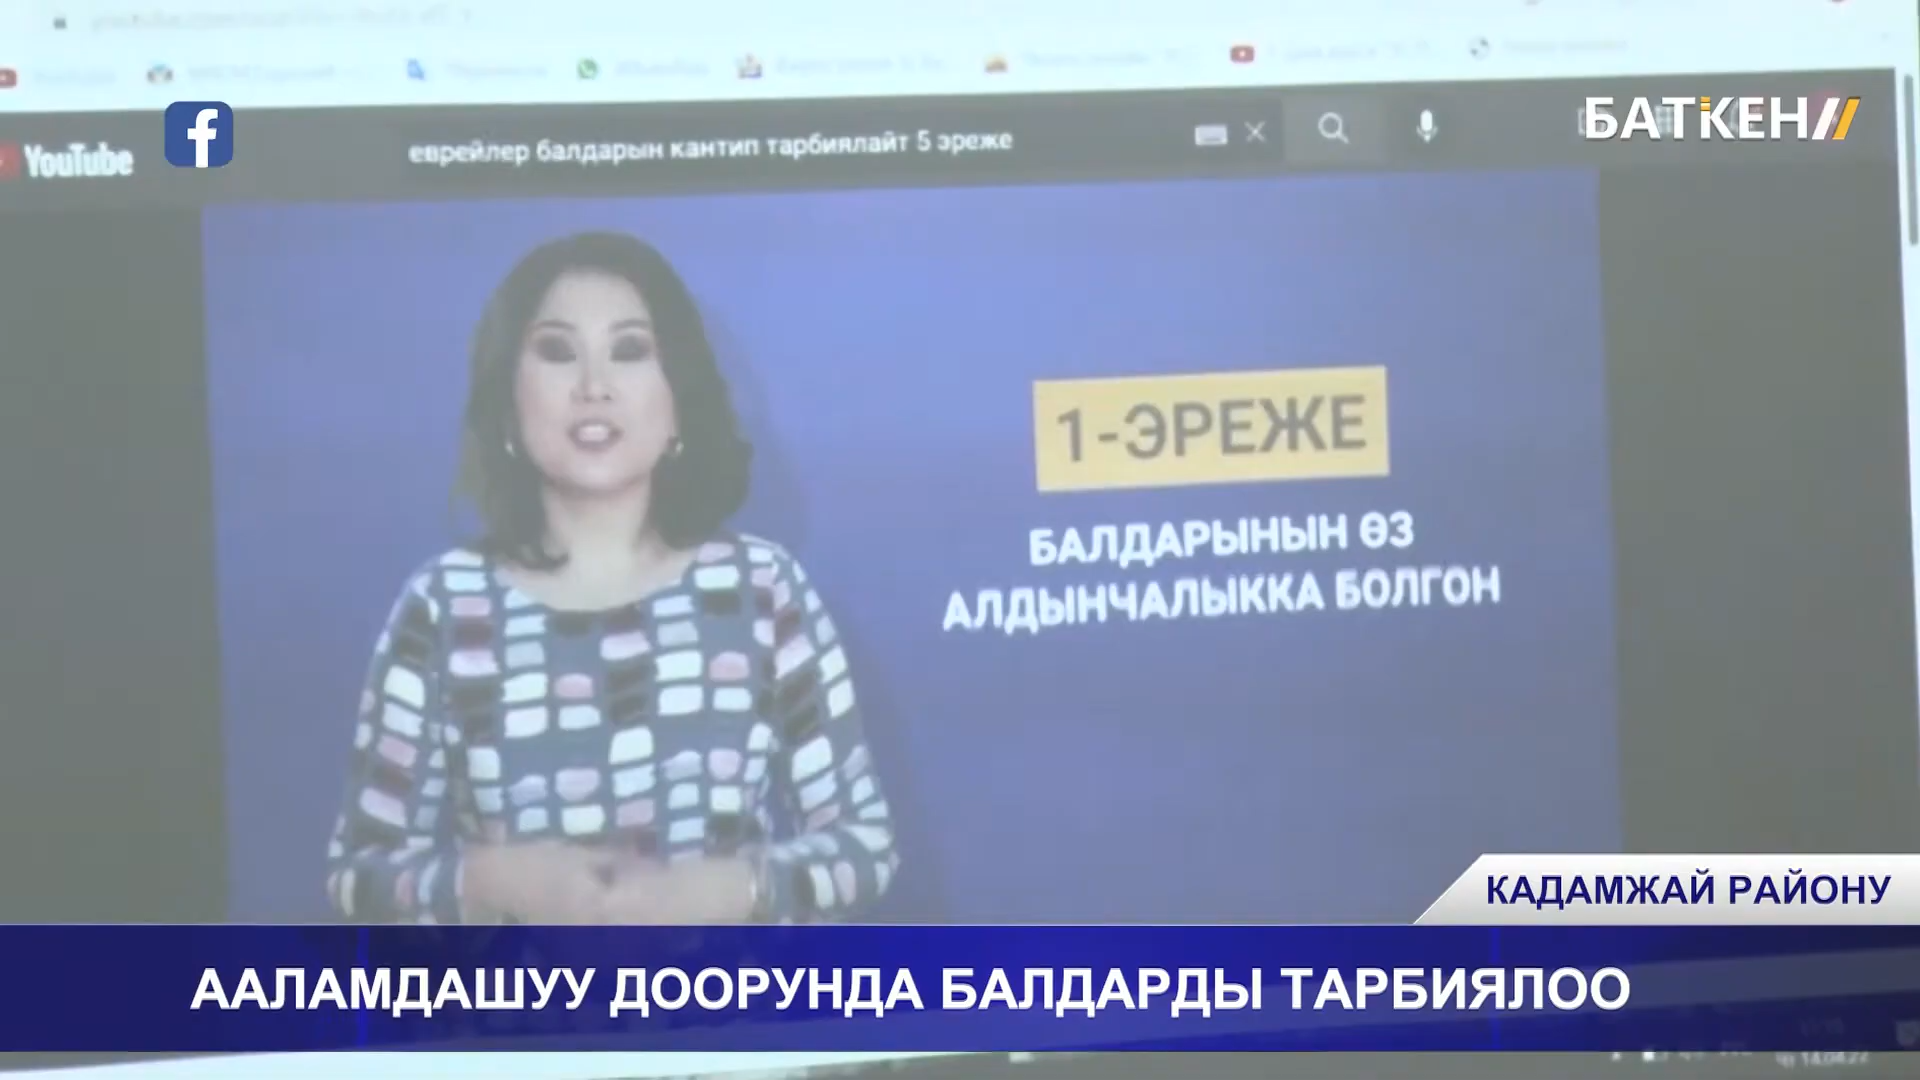 YouTube
f
еврейлер балдарын кантип тарбиялайт 5 эреже
БАТКЕН
1-ЭРЕЖЕ
БАЛДАРЫНЫН ӨЗ
АЛДЫНЧАЛЫККА БОЛГОН
КАДАМЖАЙ РАЙОНУ
ААЛАМДАШУУ ДООРУНДА БАЛДАРДЫ ТАРБИЯЛОО